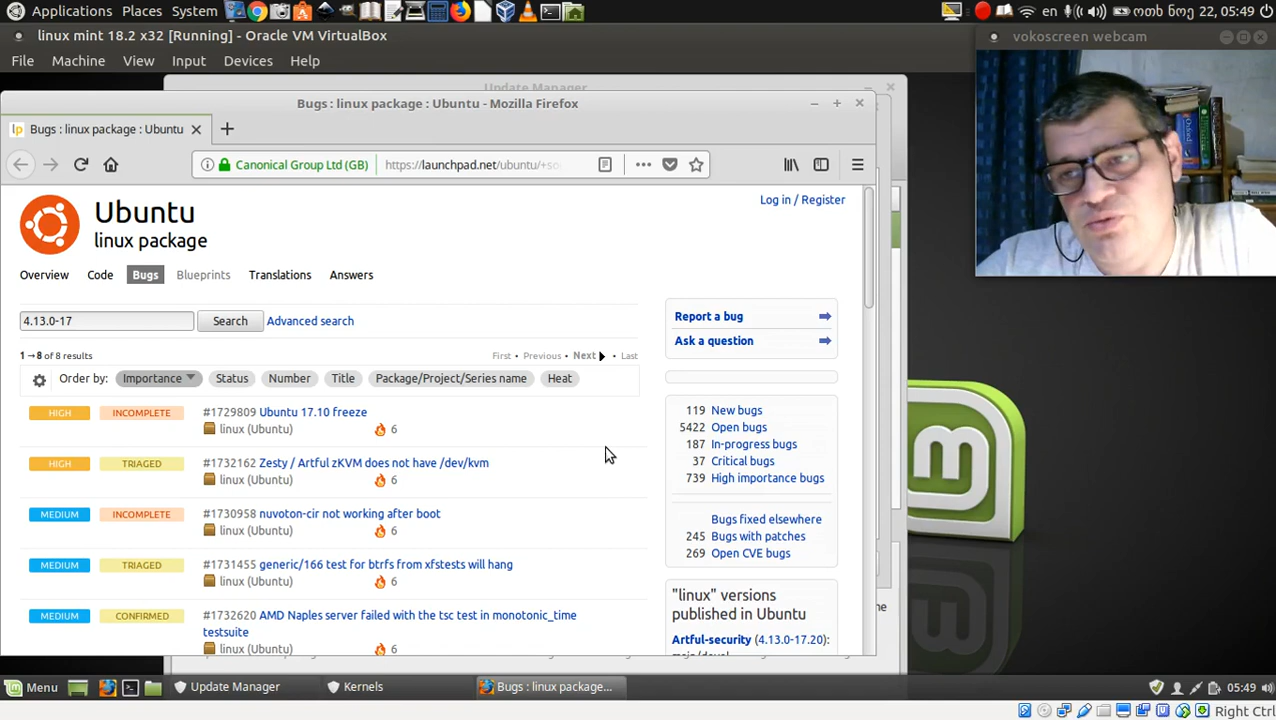 Applications Places System
en
ოთხ ნოე 22, 05:49
linux mint 18.2 x32 [Running] - Oracle VM VirtualBox
vokoscreen webcam
File Machine View Input Devices Help
Update Manager
Bugs : linux package : Ubuntu - Mozilla Firefox
lp Bugs : linux package : Ubuntu
Canonical Group Ltd (GB) https://launchpad.net/ubuntu/+so
Log in / Register
Ubuntu
linux package
Overview Code Bugs Blueprints Translations Answers
4.13.0-17 Search Advanced search
1 → 8 of 8 results First • Previous • Next • Last
Order by: Importance Status Number Title Package/Project/Series name Heat
HIGH INCOMPLETE #1729809 Ubuntu 17.10 freeze
linux (Ubuntu) 6
HIGH TRIAGED #1732162 Zesty / Artful zKVM does not have /dev/kvm
linux (Ubuntu) 6
MEDIUM INCOMPLETE #1730958 nuvoton-cir not working after boot
linux (Ubuntu) 6
MEDIUM TRIAGED #1731455 generic/166 test for btrfs from xfstests will hang
linux (Ubuntu) 6
MEDIUM CONFIRMED #1732620 AMD Naples server failed with the tsc test in monotonic_time
testsuite
linux (Ubuntu) 6
Report a bug
Ask a question
119 New bugs
5422 Open bugs
187 In-progress bugs
37 Critical bugs
739 High importance bugs
Bugs fixed elsewhere
245 Bugs with patches
269 Open CVE bugs
"linux" versions
published in Ubuntu
Artful-security (4.13.0-17.20):
Menu Update Manager Kernels Bugs : linux package... 05:49
Right Ctrl